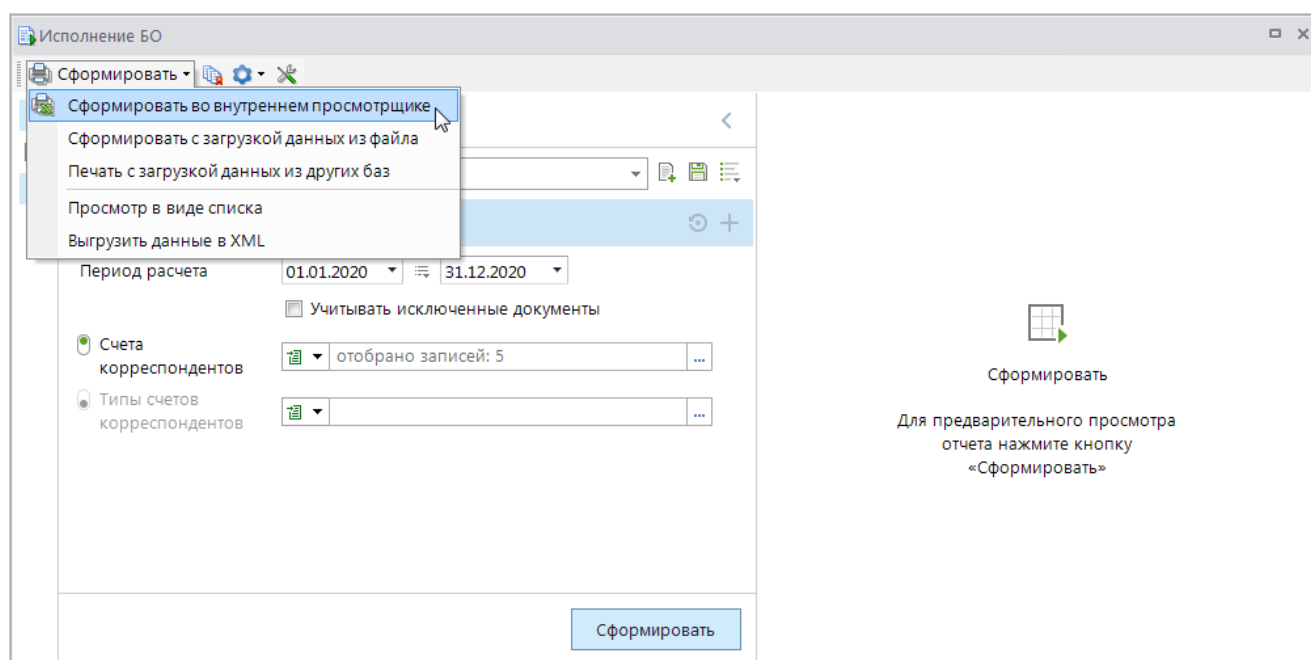 Исполнение БО
Сформировать
Сформировать во внутреннем просмотрщике
Сформировать с загрузкой данных из файла
Печать с загрузкой данных из других баз
Просмотр в виде списка
Выгрузить данные в XML
Период расчета 01.01.2020 31.12.2020
Учитывать исключенные документы
Счета
корреспондентов
отобрано записей: 5
...
Типы счетов
корреспондентов
...
Сформировать
Сформировать
Для предварительного просмотра
отчета нажмите кнопку
«Сформировать»